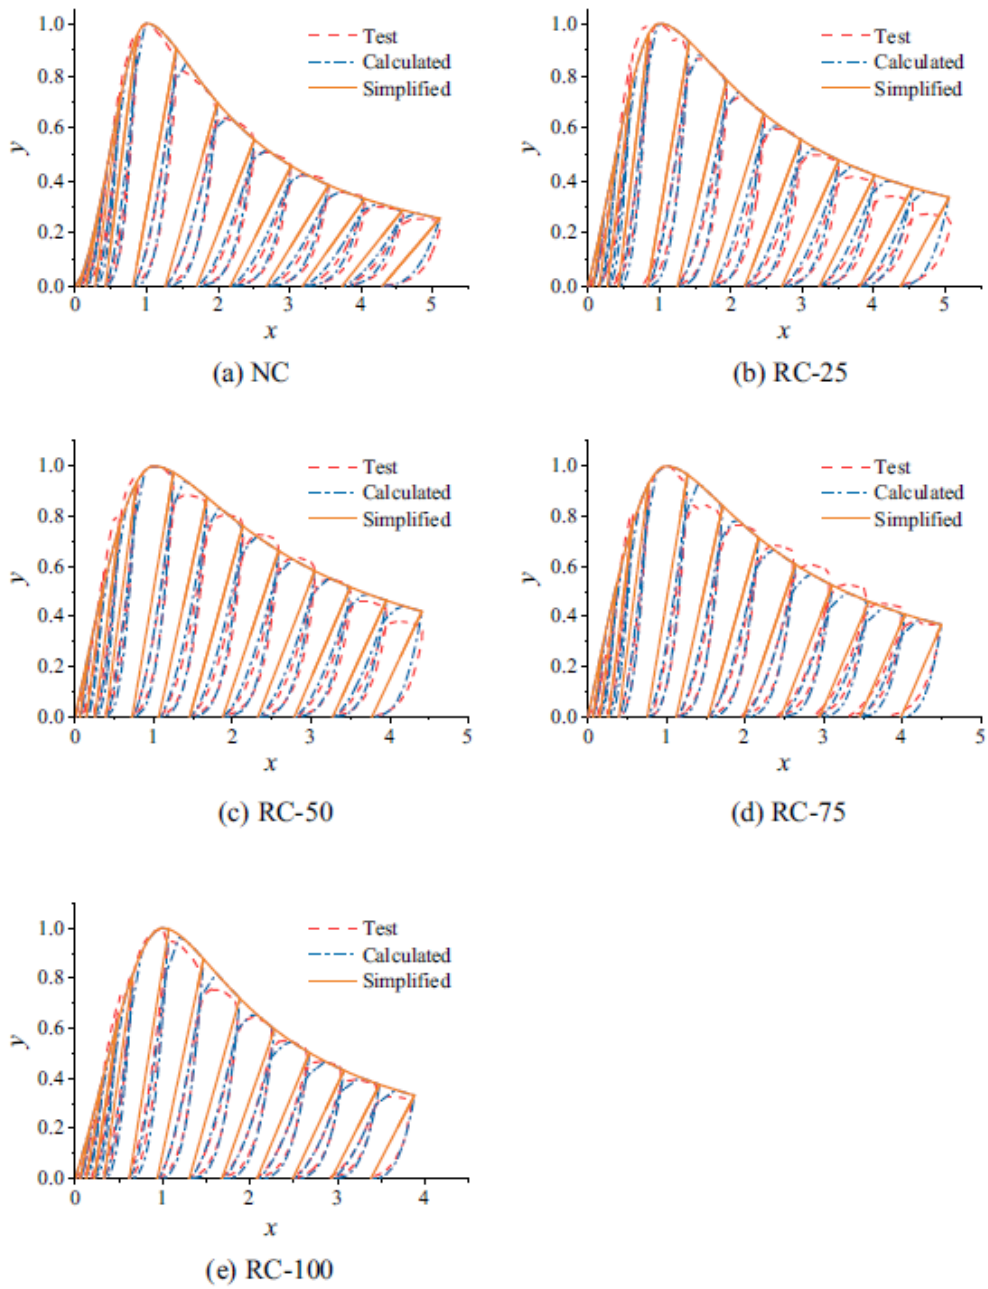 1.0
0.8
0.6
0.4
0.2
0.0
y
0 1 2 3 4 5
x
Test
Calculated
Simplified
(a) NC
1.0
0.8
0.6
0.4
0.2
0.0
y
0 1 2 3 4 5
x
Test
Calculated
Simplified
(b) RC-25
1.0
0.8
0.6
0.4
0.2
0.0
y
0 1 2 3 4 5
x
Test
Calculated
Simplified
(c) RC-50
1.0
0.8
0.6
0.4
0.2
0.0
y
0 1 2 3 4 5
x
Test
Calculated
Simplified
(d) RC-75
1.0
0.8
0.6
0.4
0.2
0.0
y
0 1 2 3 4
x
Test
Calculated
Simplified
(e) RC-100